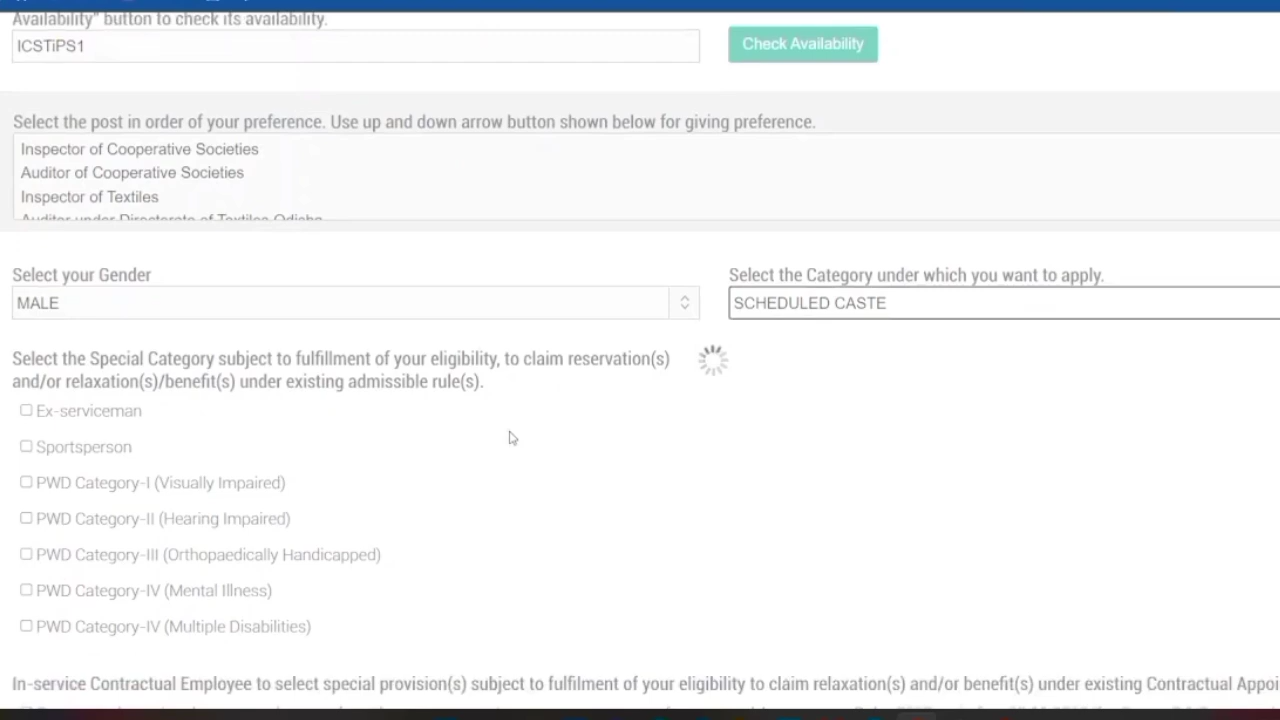 Availability" button to check its availability.
ICSTiPS1
Check Availability
Select the post in order of your preference. Use up and down arrow button shown below for giving preference.
Inspector of Cooperative Societies
Auditor of Cooperative Societies
Inspector of Textiles
Auditor under Directorate of Textiles Odisha
Select your Gender
Select the Category under which you want to apply.
MALE
SCHEDULED CASTE
Select the Special Category subject to fulfillment of your eligibility, to claim reservation(s)
and/or relaxation(s)/benefit(s) under existing admissible rule(s).
Ex-serviceman
Sportsperson
PWD Category-I (Visually Impaired)
PWD Category-II (Hearing Impaired)
PWD Category-III (Orthopaedically Handicapped)
PWD Category-IV (Mental Illness)
PWD Category-IV (Multiple Disabilities)
In-service Contractual Employee to select special provision(s) subject to fulfilment of your eligibility to claim relaxation(s) and/or benefit(s) under existing Contractual Appoi